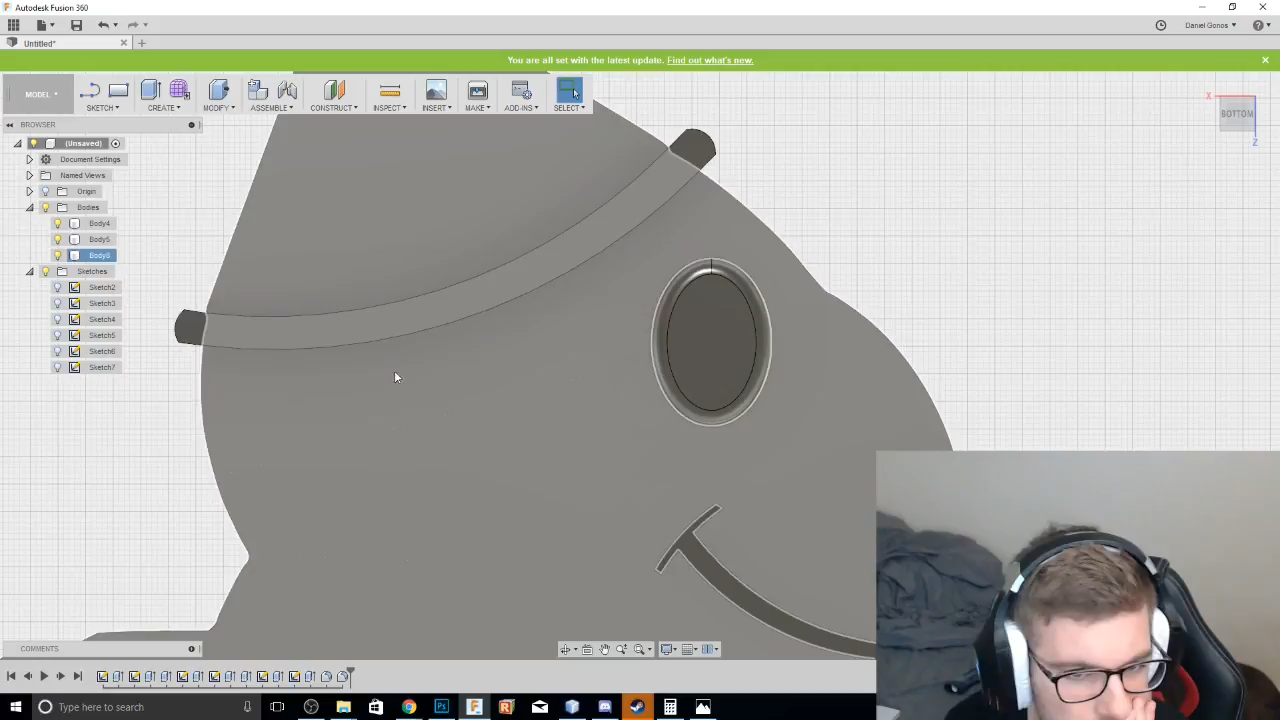 Autodesk Fusion 360
Daniel Gonos
Untitled*
You are all set with the latest update. Find out what's new.
MODEL
SKETCH
CREATE
MODIFY
ASSEMBLE
CONSTRUCT
INSPECT
INSERT
MAKE
ADD-INS
SELECT
X
BOTTOM
Z
BROWSER
(Unsaved)
Document Settings
Named Views
Origin
Bodies
Body4
Body5
Body8
Sketches
Sketch2
Sketch3
Sketch4
Sketch5
Sketch6
Sketch7
COMMENTS
Type here to search